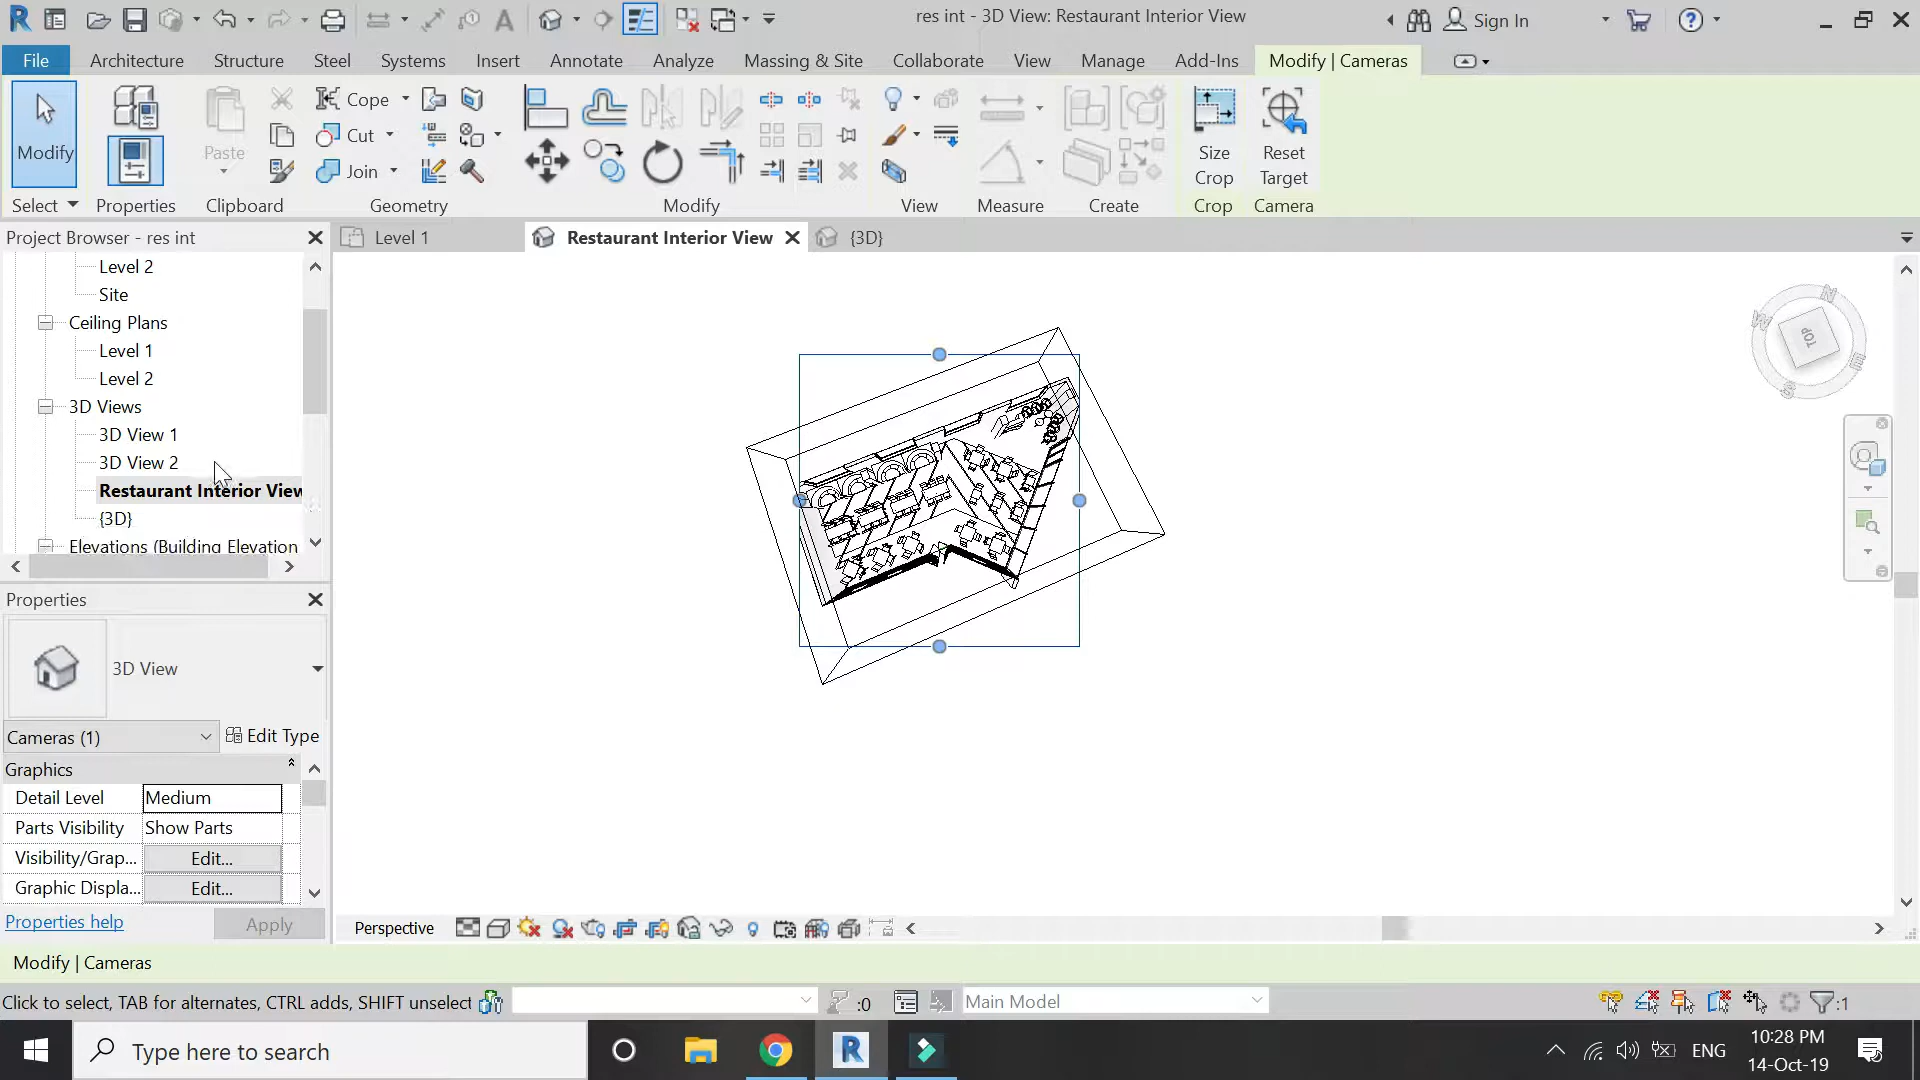 res int - 3D View: Restaurant Interior View
Sign In
File Architecture Structure Steel Systems Insert Annotate Analyze Massing & Site Collaborate View Manage Add-Ins Modify | Cameras
Modify
Paste
Cope
Cut
Join
Size Crop
Reset Target
Select Properties Clipboard Geometry Modify View Measure Create Crop Camera
Project Browser - res int
Level 1
Restaurant Interior View
{3D}
Level 2
Site
Ceiling Plans
Level 1
Level 2
3D Views
3D View 1
3D View 2
Restaurant Interior View
{3D}
Elevations (Building Elevation
TOP
N
W
E
S
Properties
3D View
Cameras (1)
Edit Type
Graphics
Detail Level Medium
Parts Visibility Show Parts
Visibility/Grap... Edit...
Graphic Displa... Edit...
Properties help
Apply
Perspective
Modify | Cameras
Click to select, TAB for alternates, CTRL adds, SHIFT unselect
:0
Main Model
:1
Type here to search
ENG
10:28 PM
14-Oct-19